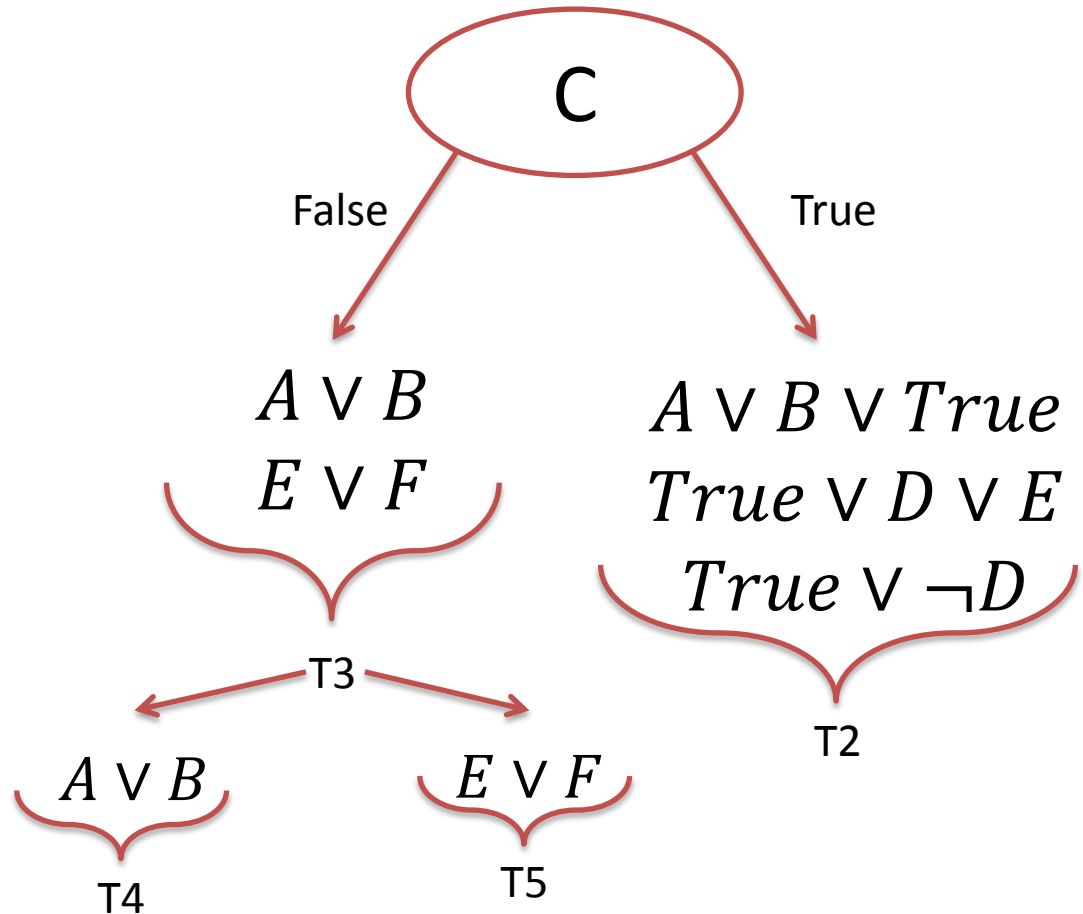 C
False
True
A ∨ B
E ∨ F
A ∨ B ∨ True
True ∨ D ∨ E
True ∨ ¬D
T3
T2
A ∨ B
E ∨ F
T4
T5